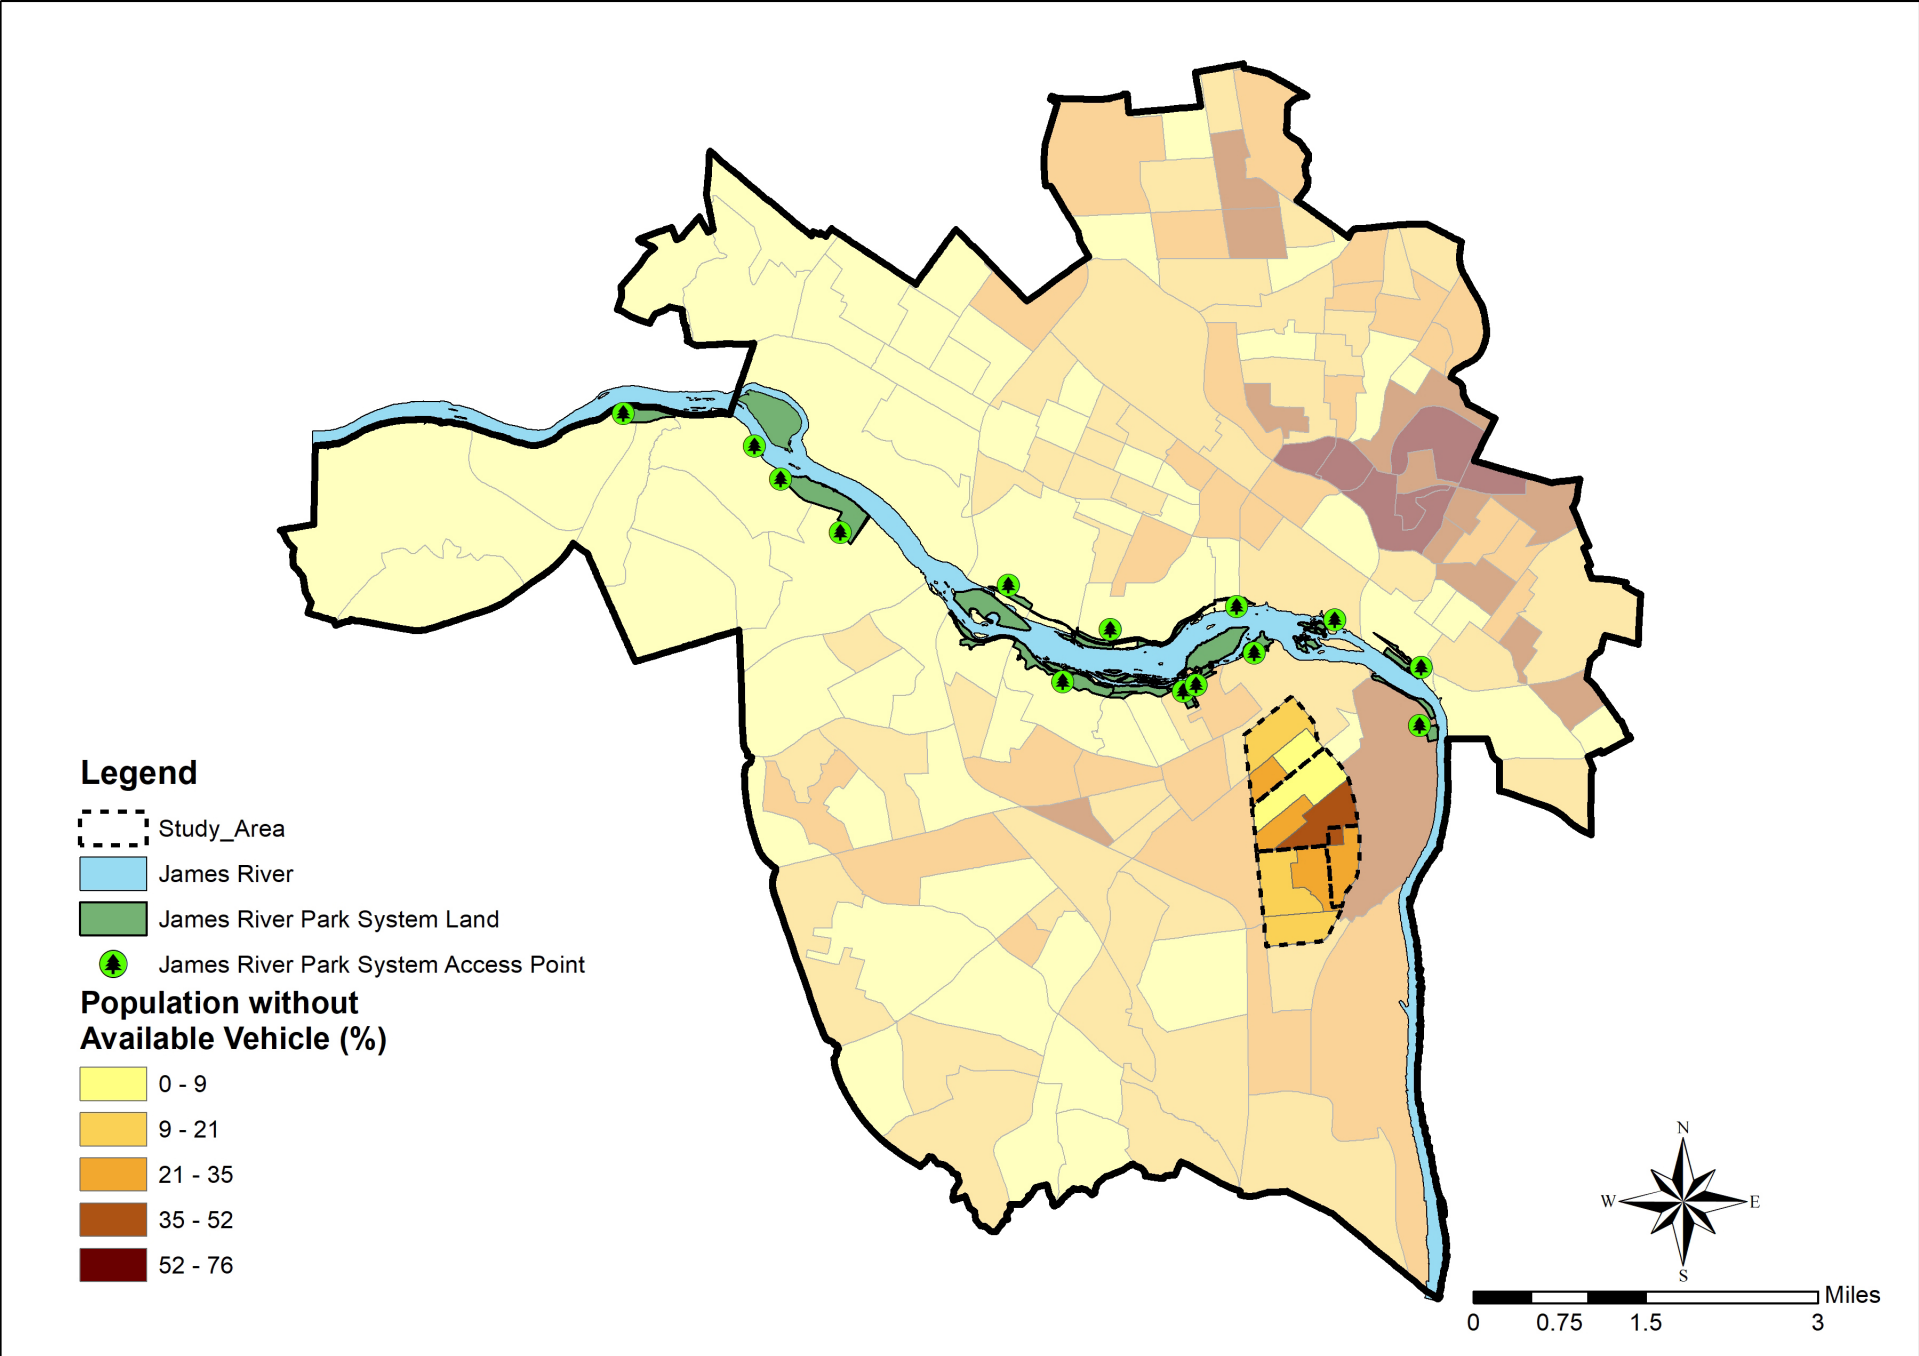 Legend
Study_Area
James River
James River Park System Land
James River Park System Access Point
Population without
Available Vehicle (%)
0 - 9
9 - 21
21 - 35
35 - 52
52 - 76
N
W E
S
Miles
0 0.75 1.5 3